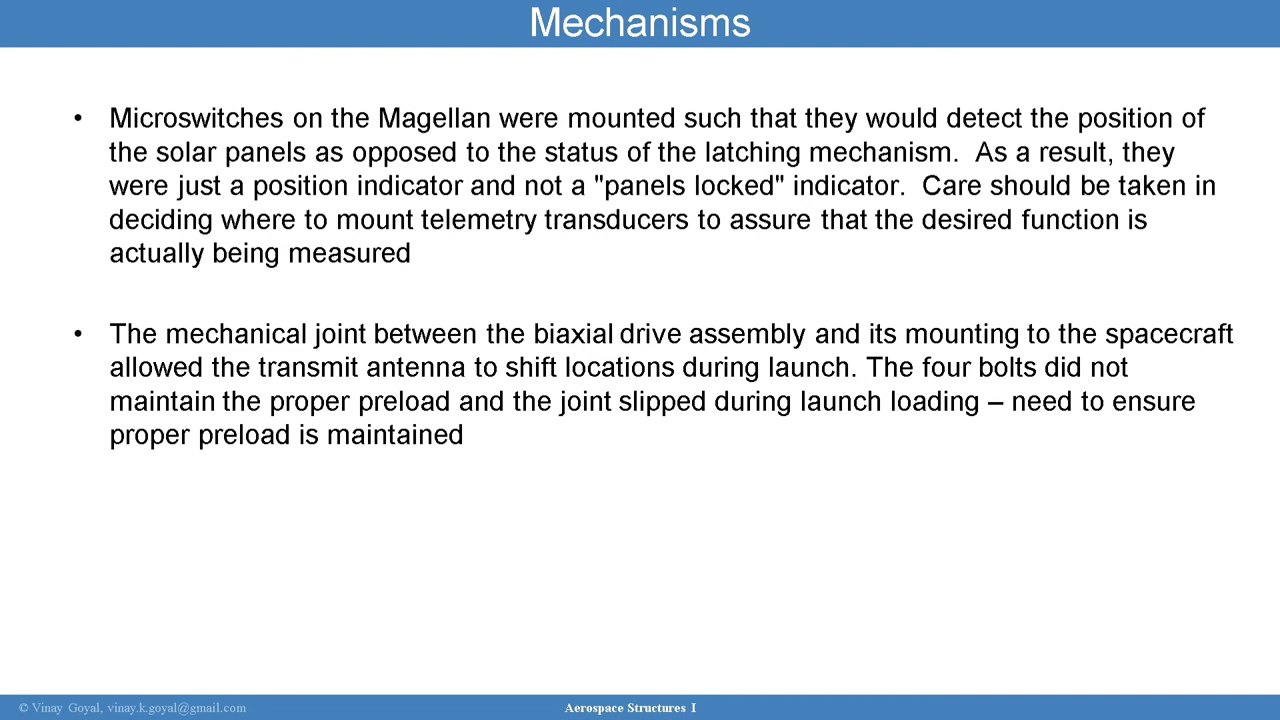 Mechanisms
• Microswitches on the Magellan were mounted such that they would detect the position of
the solar panels as opposed to the status of the latching mechanism.  As a result, they
were just a position indicator and not a "panels locked" indicator.  Care should be taken in
deciding where to mount telemetry transducers to assure that the desired function is
actually being measured
• The mechanical joint between the biaxial drive assembly and its mounting to the spacecraft
allowed the transmit antenna to shift locations during launch. The four bolts did not
maintain the proper preload and the joint slipped during launch loading – need to ensure
proper preload is maintained
© Vinay Goyal, vinay.k.goyal@gmail.com
Aerospace Structures I